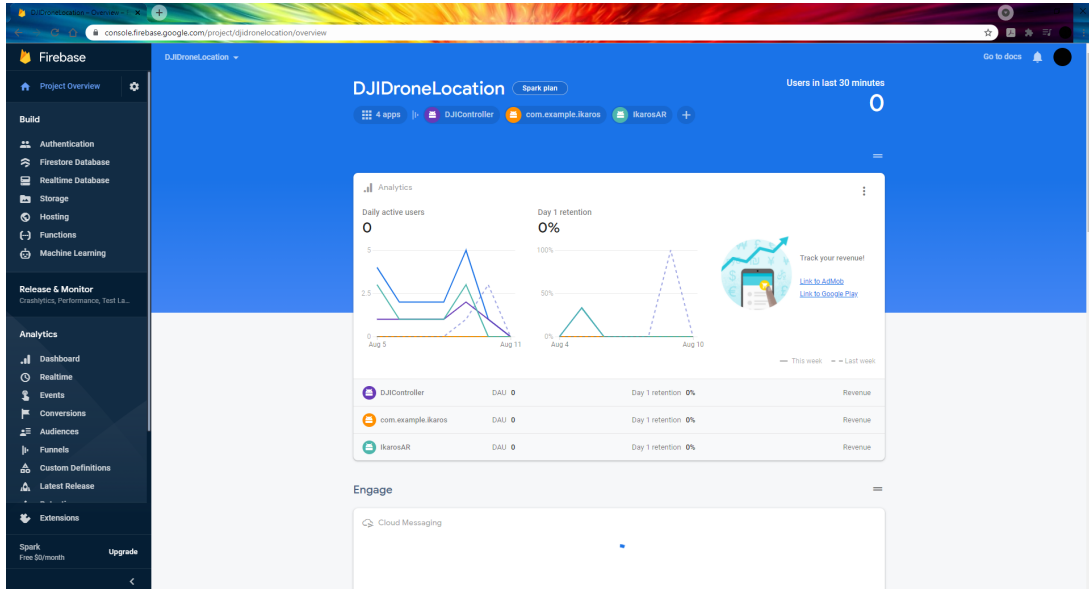 DJIDroneLocation – Overview –
console.firebase.google.com/project/djidronelocation/overview
Firebase
Project Overview
Build
Authentication
Firestore Database
Realtime Database
Storage
Hosting
Functions
Machine Learning
Release & Monitor
Crashlytics, Performance, Test La...
Analytics
Dashboard
Realtime
Events
Conversions
Audiences
Funnels
Custom Definitions
Latest Release
Extensions
Spark
Free $0/month
Upgrade
DJIDroneLocation
Go to docs
DJIDroneLocation
Spark plan
Users in last 30 minutes
0
4 apps
DJIController
com.example.ikaros
IkarosAR
Analytics
Daily active users
0
5
2.5
0
Aug 5
Aug 11
Day 1 retention
0%
100%
50%
0%
Aug 4
Aug 10
Track your revenue!
Link to AdMob
Link to Google Play
This week
Last week
DJIController DAU 0 Day 1 retention 0% Revenue
com.example.ikaros DAU 0 Day 1 retention 0% Revenue
IkarosAR DAU 0 Day 1 retention 0% Revenue
Engage
Cloud Messaging